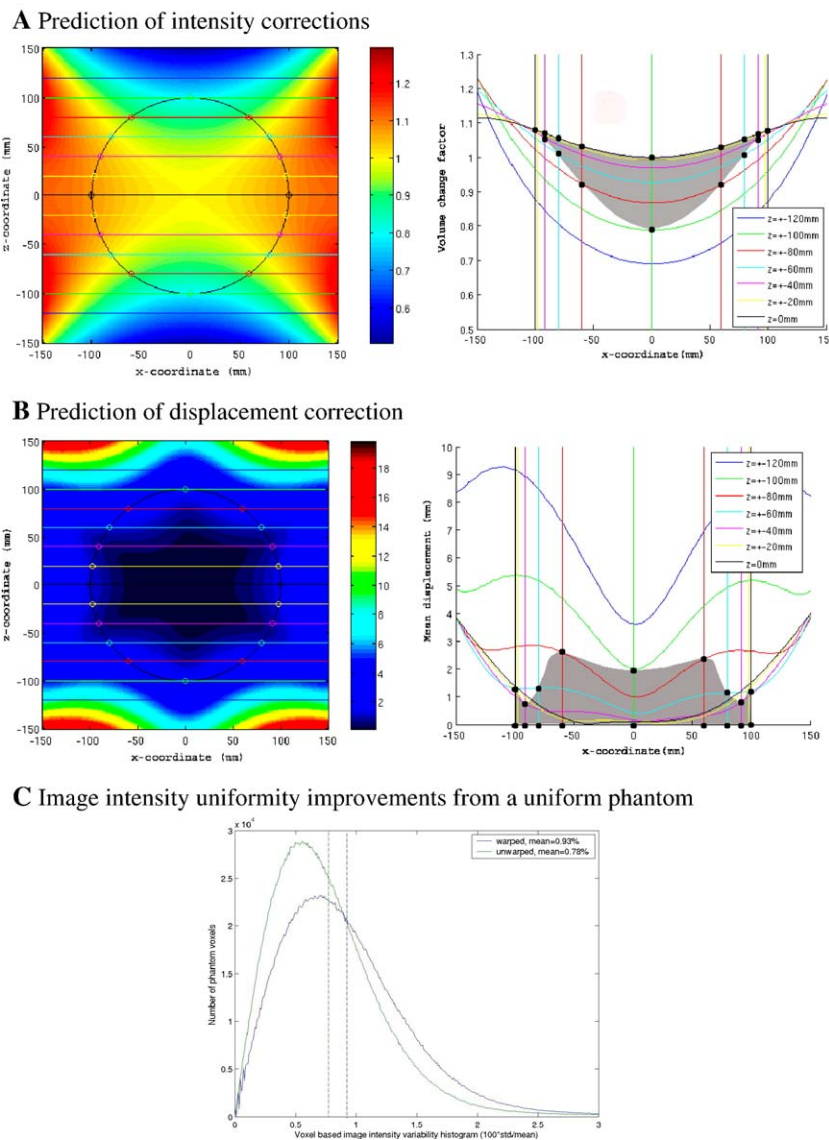 A Prediction of intensity corrections
150
100
50
0
-50
-100
-150
z-coordinate (mm)
-150 -100 -50 0 50 100 150
x-coordinate (mm)
1.2
1.1
1
0.9
0.8
0.7
0.6
1.3
1.2
1.1
1
0.9
0.8
0.7
0.6
0.5
Volume change factor
-150 -100 -50 0 50 100 150
x-coordinate(mm)
z=+-120mm
z=+-100mm
z=+-80mm
z=+-60mm
z=+-40mm
z=+-20mm
z=0mm
B Prediction of displacement correction
150
100
50
0
-50
-100
-150
z-coordinate (mm)
-150 -100 -50 0 50 100 150
x-coordinate (mm)
18
16
14
12
10
8
6
4
2
10
9
8
7
6
5
4
3
2
1
0
Mean displacement (mm)
-150 -100 -50 0 50 100 150
x-coordinate(mm)
z=+-120mm
z=+-100mm
z=+-80mm
z=+-60mm
z=+-40mm
z=+-20mm
z=0mm
C Image intensity uniformity improvements from a uniform phantom
3
2.5
2
1.5
1
0.5
0
Number of phantom voxels
warped, mean=0.93%
unwarped, mean=0.78%
0 0.5 1 1.5 2 2.5 3
Voxel based image intensity variability histogram (100*std/mean)